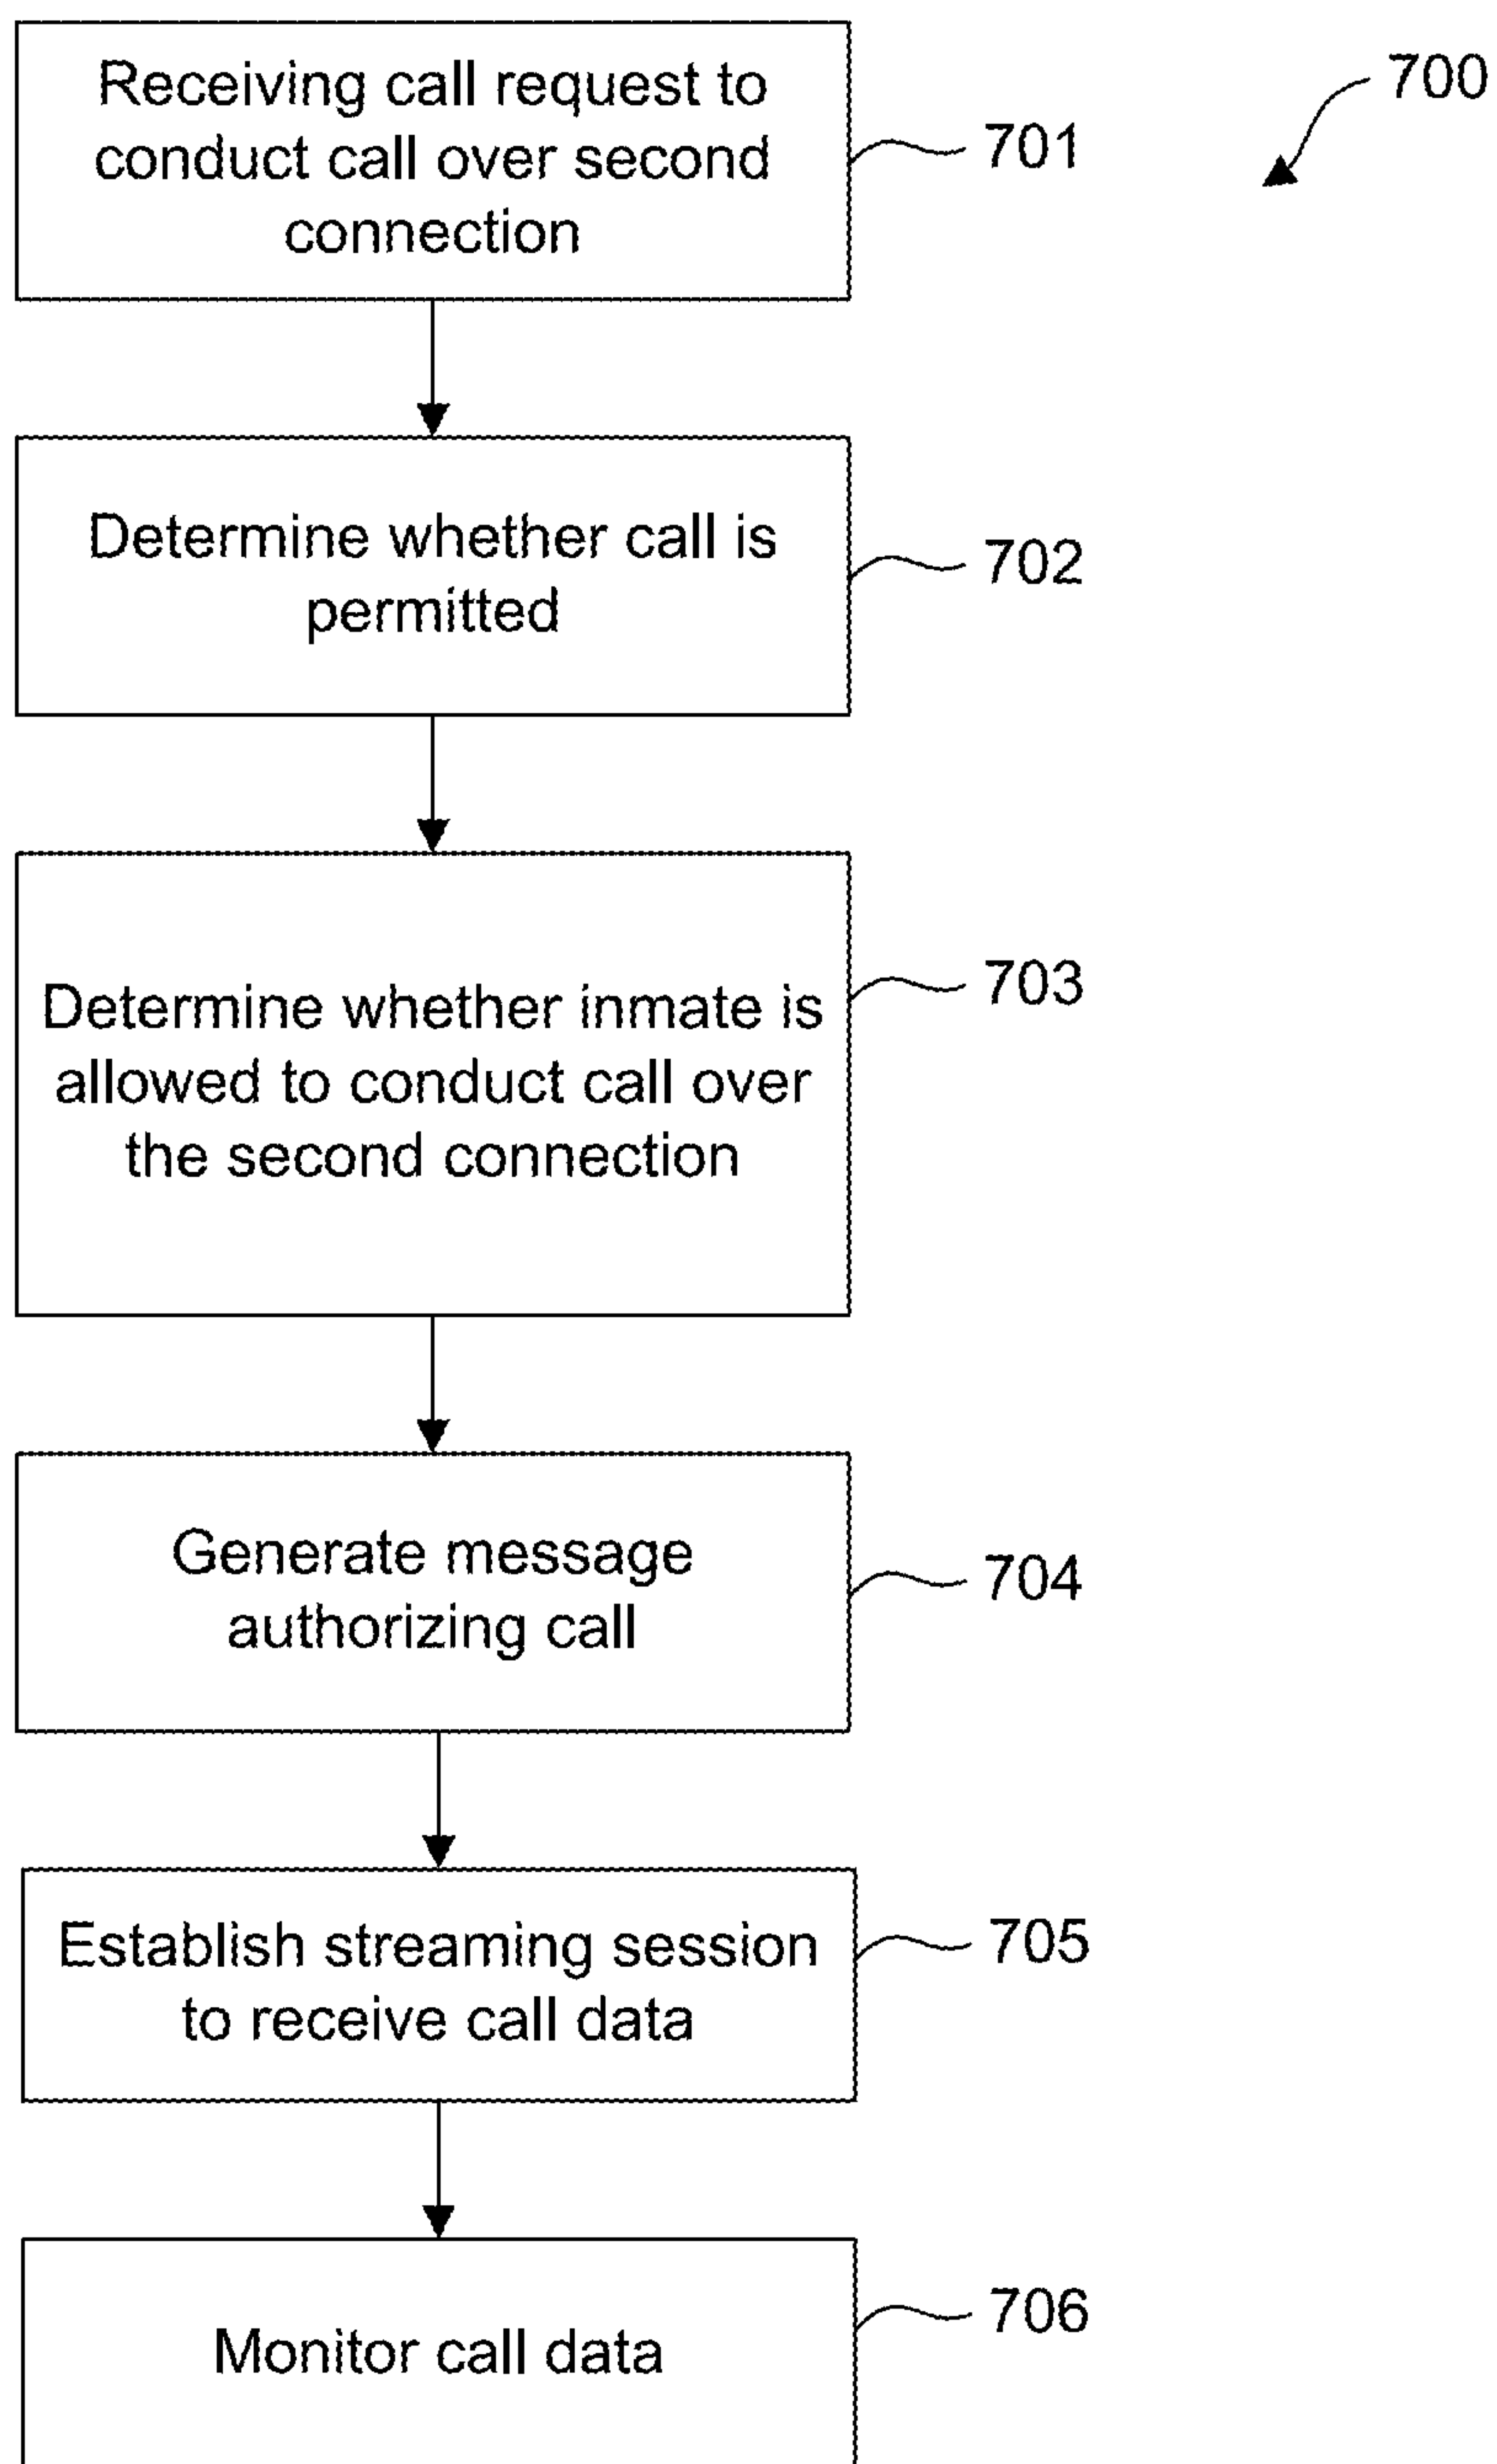 700
Receiving call request to
conduct call over second
connection
701
Determine whether call is
permitted
702
Determine whether inmate is
allowed to conduct call over
the second connection
703
Generate message
authorizing call
704
Establish streaming session
to receive call data
705
Monitor call data
706